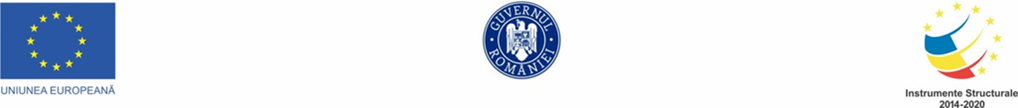 UNIUNEA EUROPEANĂ
GUVERNUL
ROMÂNIEI
Instrumente Structurale
2014-2020